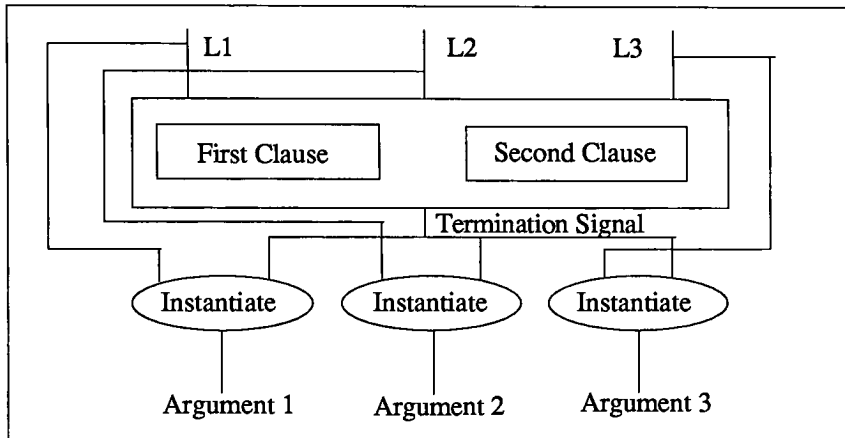 L1 L2 L3
First Clause Second Clause
Termination Signal
Instantiate Instantiate Instantiate
Argument 1 Argument 2 Argument 3